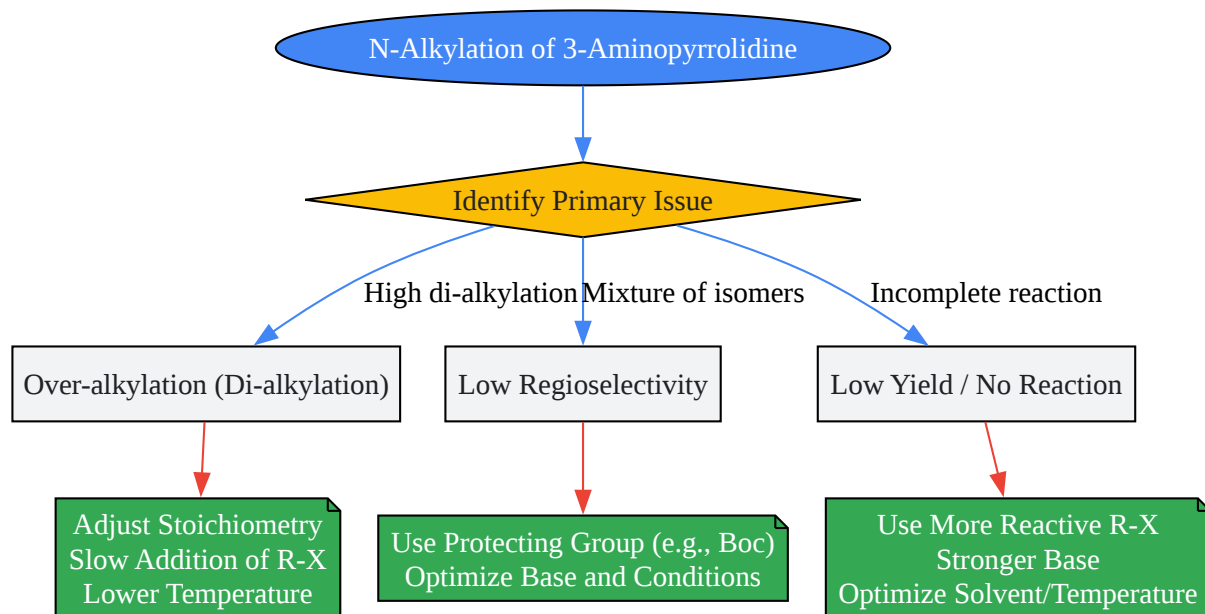 N-Alkylation of 3-Aminopyrrolidine
Identify Primary Issue
High di-alkylation
Mixture of isomers
Incomplete reaction
Over-alkylation (Di-alkylation)
Low Regioselectivity
Low Yield / No Reaction
Adjust Stoichiometry
Slow Addition of R-X
Lower Temperature
Use Protecting Group (e.g., Boc)
Optimize Base and Conditions
Use More Reactive R-X
Stronger Base
Optimize Solvent/Temperature